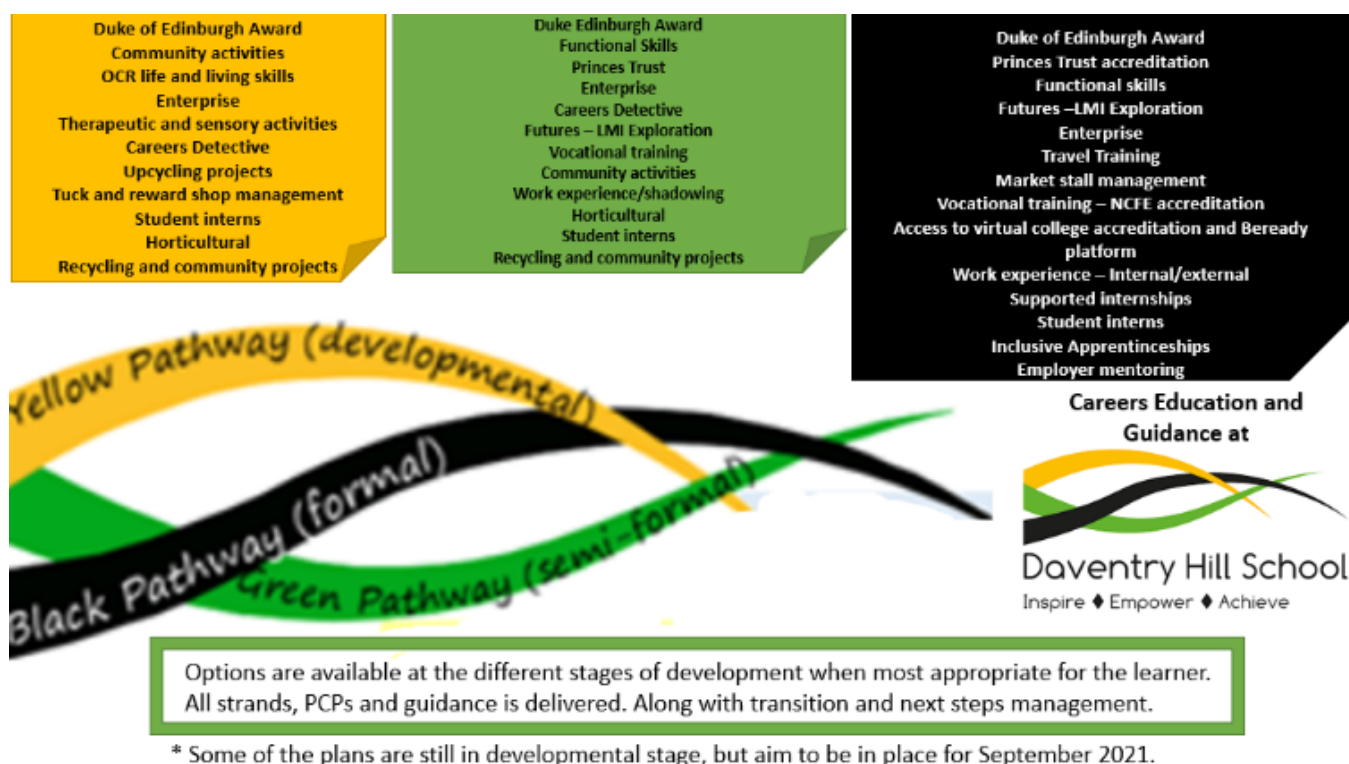 Duke of Edinburgh Award
Community activities
OCR life and living skills
Enterprise
Therapeutic and sensory activities
Careers Detective
Upcycling projects
Tuck and reward shop management
Student interns
Horticultural
Recycling and community projects
Duke Edinburgh Award
Functional Skills
Princes Trust
Enterprise
Careers Detective
Futures – LMI Exploration
Vocational training
Community activities
Work experience/shadowing
Horticultural
Student interns
Recycling and community projects
Duke of Edinburgh Award
Princes Trust accreditation
Functional skills
Futures –LMI Exploration
Enterprise
Travel Training
Market stall management
Vocational training – NCFE accreditation
Access to virtual college accreditation and Beready
platform
Work experience – Internal/external
Supported internships
Student interns
Inclusive Apprentinceships
Employer mentoring
Yellow Pathway (developmental)
Black Pathway (formal)
Green Pathway (semi-formal)
Careers Education and
Guidance at
Daventry Hill School
Inspire ♦ Empower ♦ Achieve
Options are available at the different stages of development when most appropriate for the learner.
All strands, PCPs and guidance is delivered. Along with transition and next steps management.
* Some of the plans are still in developmental stage, but aim to be in place for September 2021.